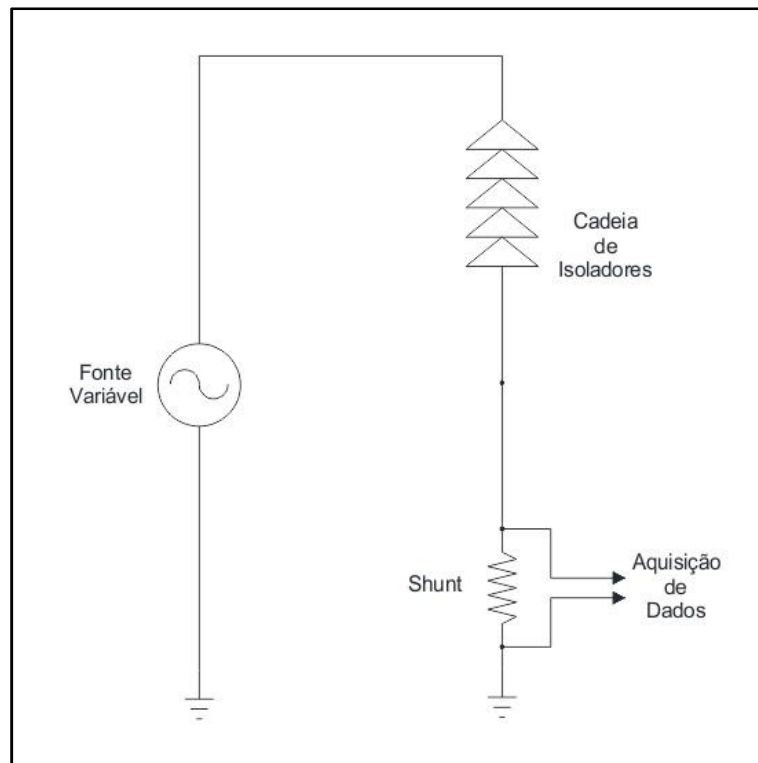 Cadeia
de
Isoladores
Fonte
Variável
Shunt
Aquisição
de
Dados